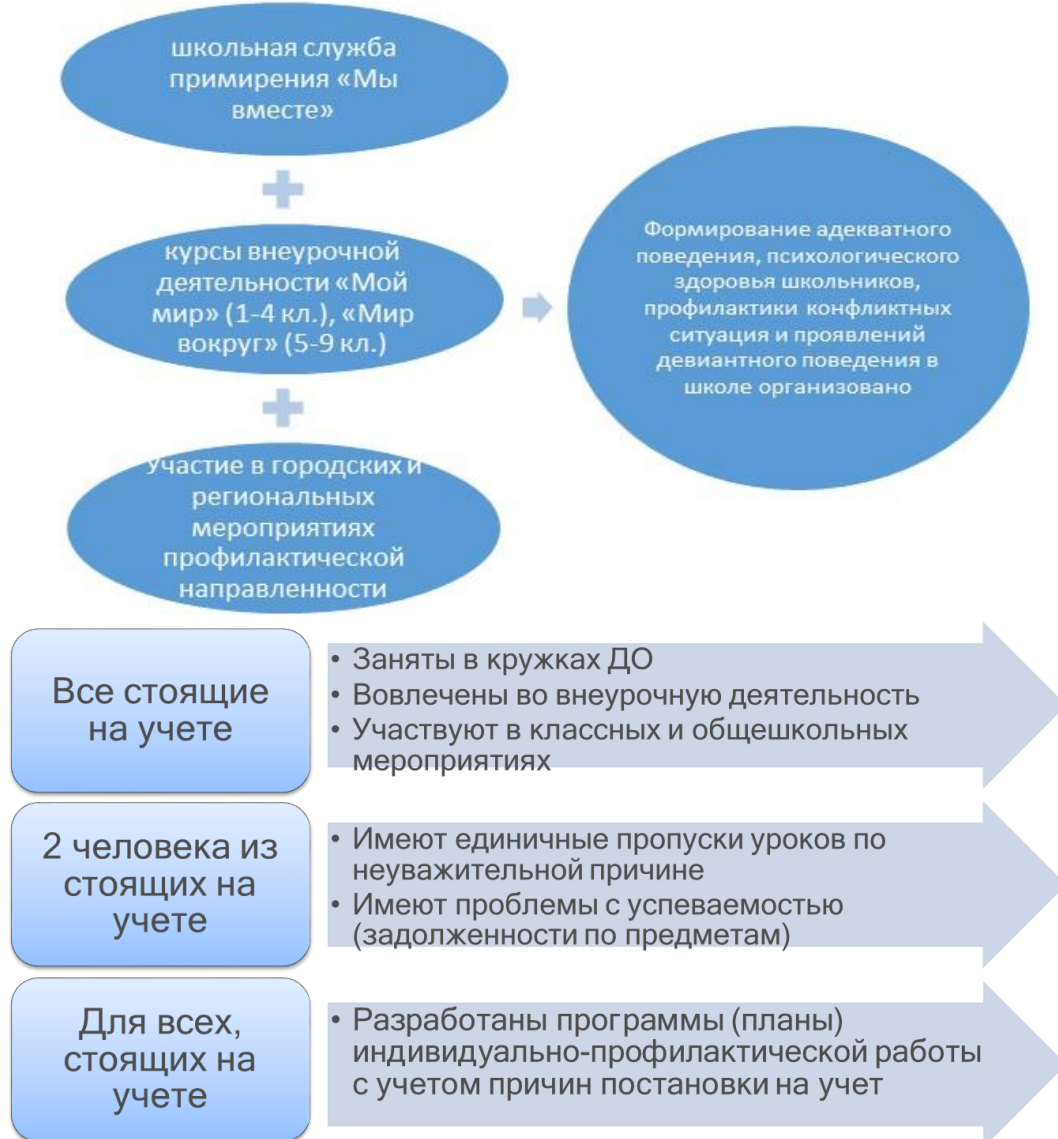 школьная служба
примирения «Мы
вместе»
курсы внеурочной
деятельности «Мой
мир» (1-4 кл.), «Мир
вокруг» (5-9 кл.)
Участие в городских и
региональных
мероприятиях
профилактической
направленности
Формирование адекватного
поведения, психологического
здоровья школьников,
профилактики конфликтных
ситуация и проявлений
девиантного поведения в
школе организовано
Все стоящие
на учете
• Заняты в кружках ДО
• Вовлечены во внеурочную деятельность
• Участвуют в классных и общешкольных
мероприятиях
2 человека из
стоящих на
учете
• Имеют единичные пропуски уроков по
неуважительной причине
• Имеют проблемы с успеваемостью
(задолженности по предметам)
Для всех,
стоящих на
учете
• Разработаны программы (планы)
индивидуально-профилактической работы
с учетом причин постановки на учет